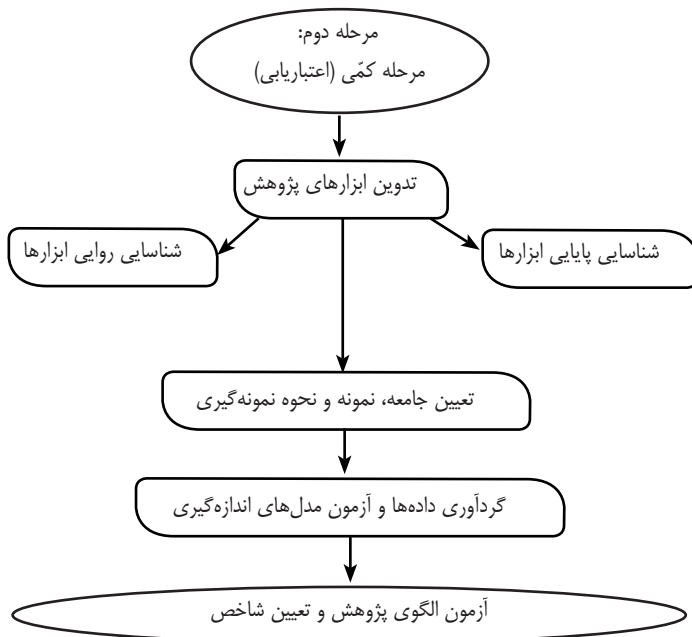 مرحله دوم:
مرحله کمّی (اعتباریابی)
تدوین ابزارهای پژوهش
شناسایی پایایی ابزارها
شناسایی روایی ابزارها
تعیین جامعه، نمونه و نحوه نمونه‌گیری
گردآوری داده‌ها و آزمون مدل‌های اندازه‌گیری
آزمون الگوی پژوهش و تعیین شاخص